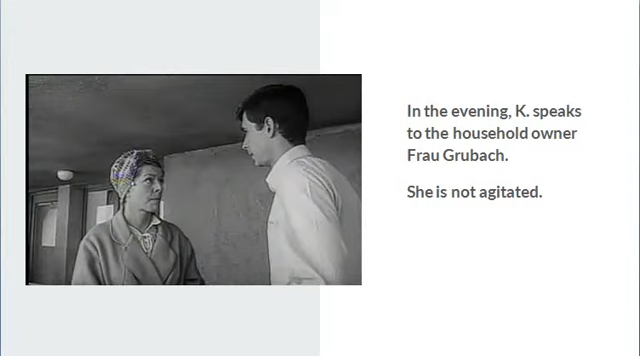 In the evening, K. speaks
to the household owner
Frau Grubach.
She is not agitated.